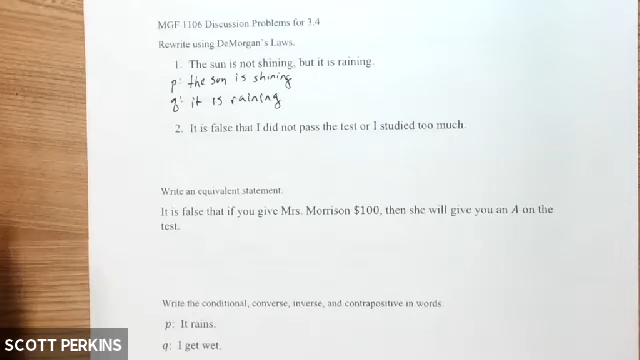 MGF 1106 Discussion Problems for 3.4
Rewrite using DeMorgan's Laws.
1. The sun is not shining, but it is raining.
p: the sun is shining
q: it is raining
2. It is false that I did not pass the test or I studied too much.
Write an equivalent statement.
It is false that if you give Mrs. Morrison $100, then she will give you an A on the
test.
Write the conditional, converse, inverse, and contrapositive in words.
p: It rains.
q: I get wet.
SCOTT PERKINS